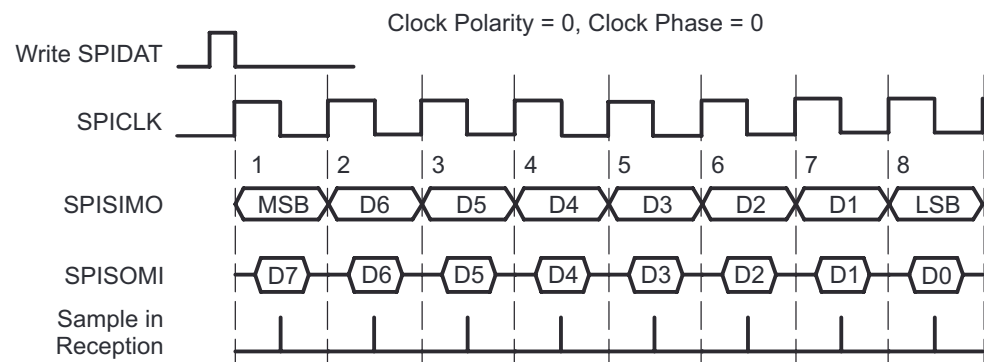 Clock Polarity = 0, Clock Phase = 0
Write SPIDAT
SPICLK
1 2 3 4 5 6 7 8
SPISIMO MSB D6 D5 D4 D3 D2 D1 LSB
SPISOMI D7 D6 D5 D4 D3 D2 D1 D0
Sample in
Reception